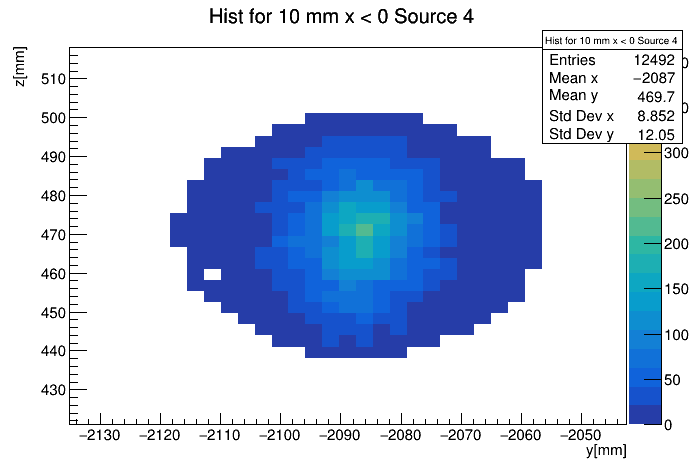 Hist for 10 mm x < 0 Source 4
Hist for 10 mm x < 0 Source 4
Entries 12492
Mean x −2087
Mean y 469.7
Std Dev x 8.852
Std Dev y 12.05
z[mm]
510
500
490
480
470
460
450
440
430
−2130 −2120 −2110 −2100 −2090 −2080 −2070 −2060 −2050
y[mm]
300
250
200
150
100
50
0